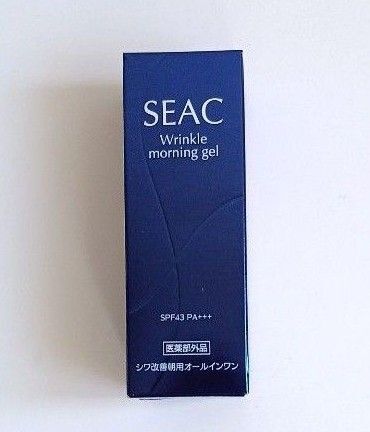 SEAC
Wrinkle
morning gel
SPF43 PA+++
医薬部外品
シワ改善朝用オールインワン